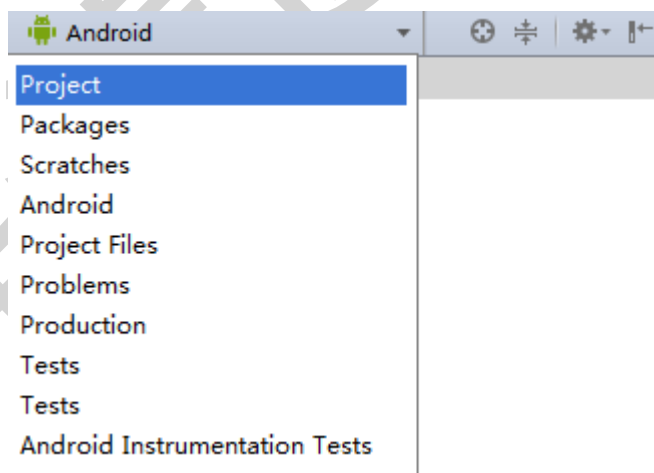 Android
Project
Packages
Scratches
Android
Project Files
Problems
Production
Tests
Tests
Android Instrumentation Tests